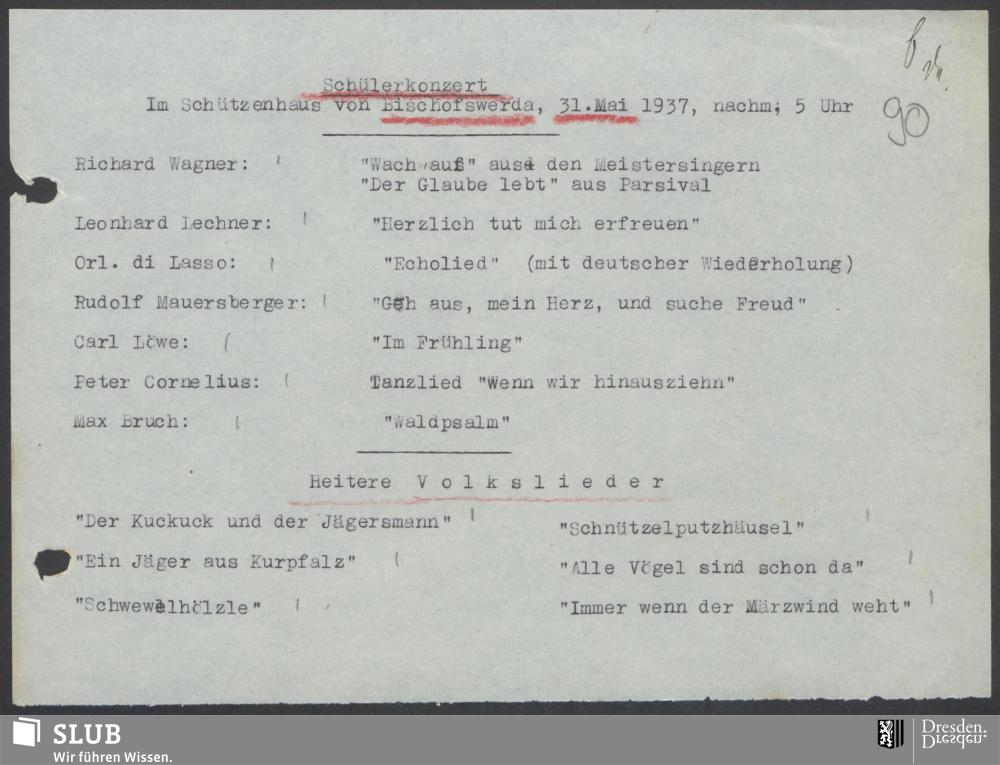 90
Schülerkonzert
Im Schützenhaus von Bischofswerda, 31.Mai 1937, nachm; 5 Uhr
Richard Wagner: "Wach auf" aus den Meistersingern
"Der Glaube lebt" aus Parsival
Leonhard Lechner: "Herzlich tut mich erfreuen"
Orl. di Lasso: "Echolied" (mit deutscher Wiederholung)
Rudolf Mauersberger: "Geh aus, mein Herz, und suche Freud"
Carl Löwe: "Im Frühling"
Peter Cornelius: Tanzlied "Wenn wir hinausziehn"
Max Bruch: "Waldpsalm"
Heitere Volkslieder
"Der Kuckuck und der Jägersmann" "Schnützelputzhäusel"
"Ein Jäger aus Kurpfalz" "Alle Vögel sind schon da"
"Schwewelhölzle" "Immer wenn der Märzwind weht"
SLUB
Wir führen Wissen.
Dresden.
Dresden.